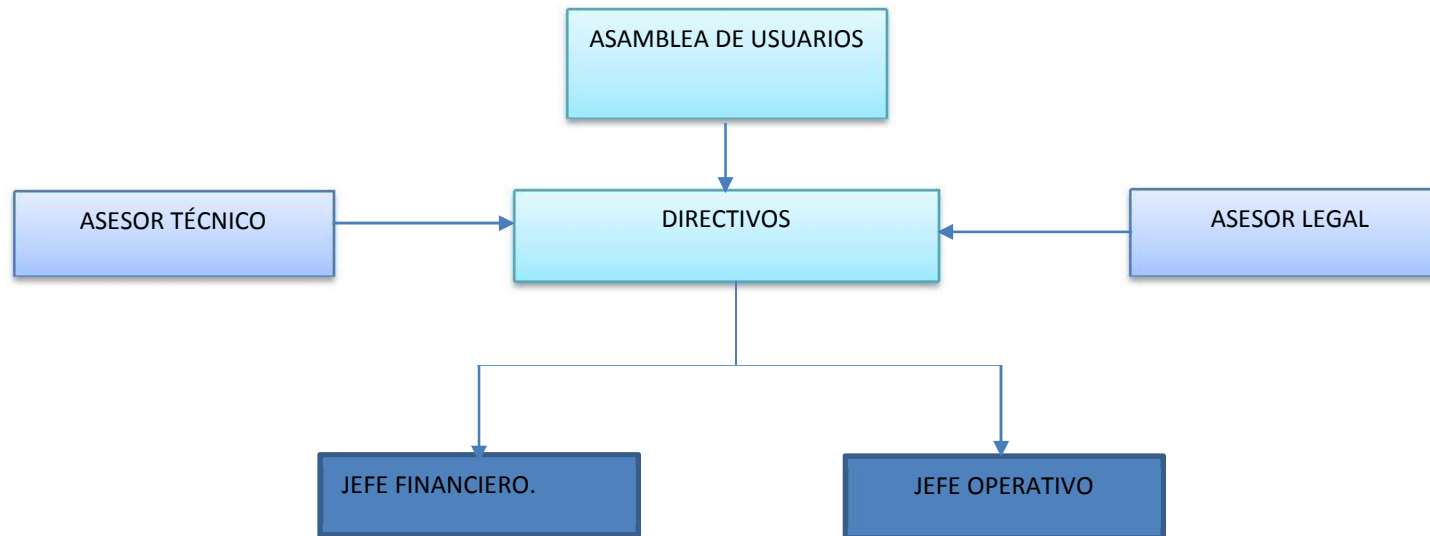 ASAMBLEA DE USUARIOS
ASESOR TÉCNICO
DIRECTIVOS
ASESOR LEGAL
JEFE FINANCIERO.
JEFE OPERATIVO